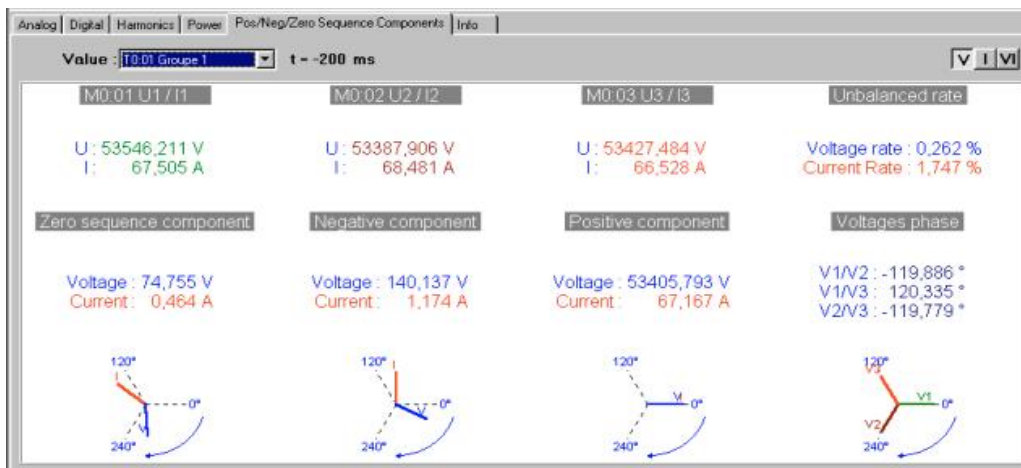 Analog Digital Harmonics Power Pos/Neg/Zero Sequence Components Info
Value : T0:01 Groupe 1 t = -200 ms V I VI
M0:01 U1 / I1 M0:02 U2 / I2 M0:03 U3 / I3 Unbalanced rate
U : 53546,211 V U : 53387,906 V U : 53427,484 V Voltage rate : 0,262 %
I : 67,505 A I : 68,481 A I : 66,528 A Current Rate : 1,747 %
Zero sequence component Negative component Positive component Voltages phase
Voltage : 74,755 V Voltage : 140,137 V Voltage : 53405,793 V V1/V2 : -119,886 °
Current : 0,464 A Current : 1,174 A Current : 67,167 A V1/V3 : 120,335 °
V2/V3 : -119,779 °
120° 120° 120° 120°
I I V3
0° V 0° V1 0°
V V2
240° 240° 240° 240°